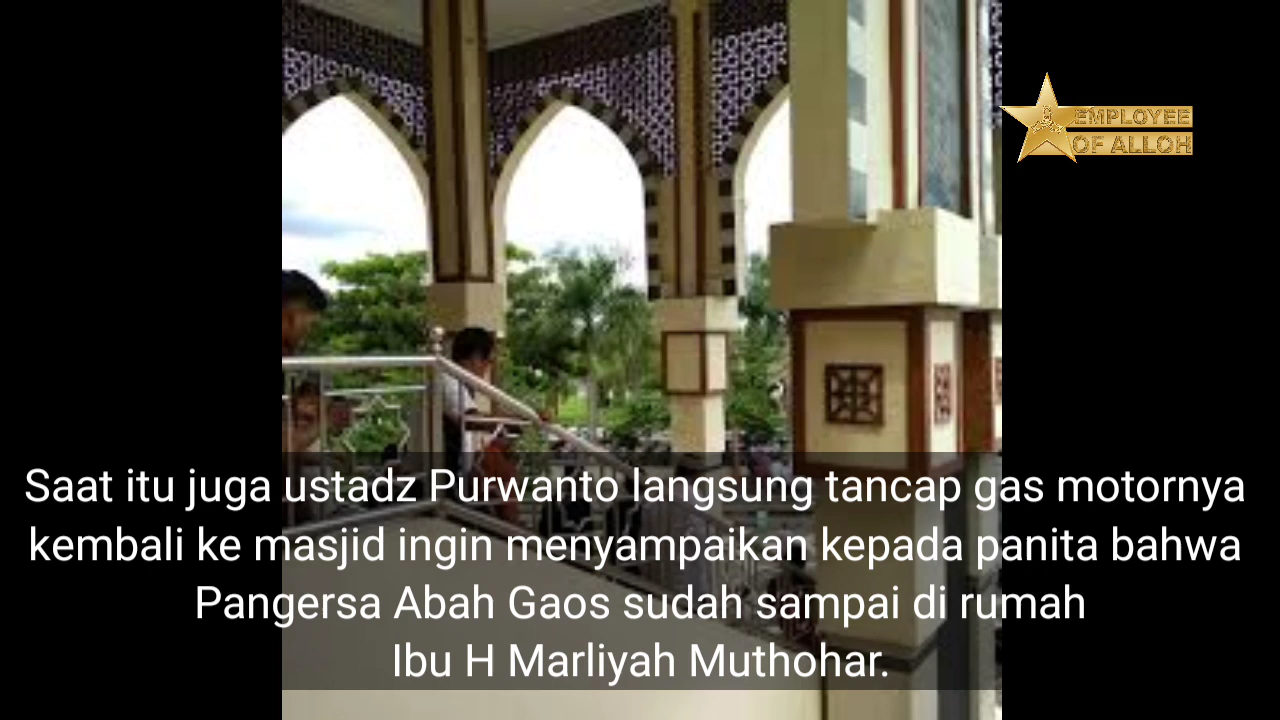 EMPLOYEE
OF ALLOH
Saat itu juga ustadz Purwanto langsung tancap gas motornya
kembali ke masjid ingin menyampaikan kepada panita bahwa
Pangersa Abah Gaos sudah sampai di rumah
Ibu H Marliyah Muthohar.